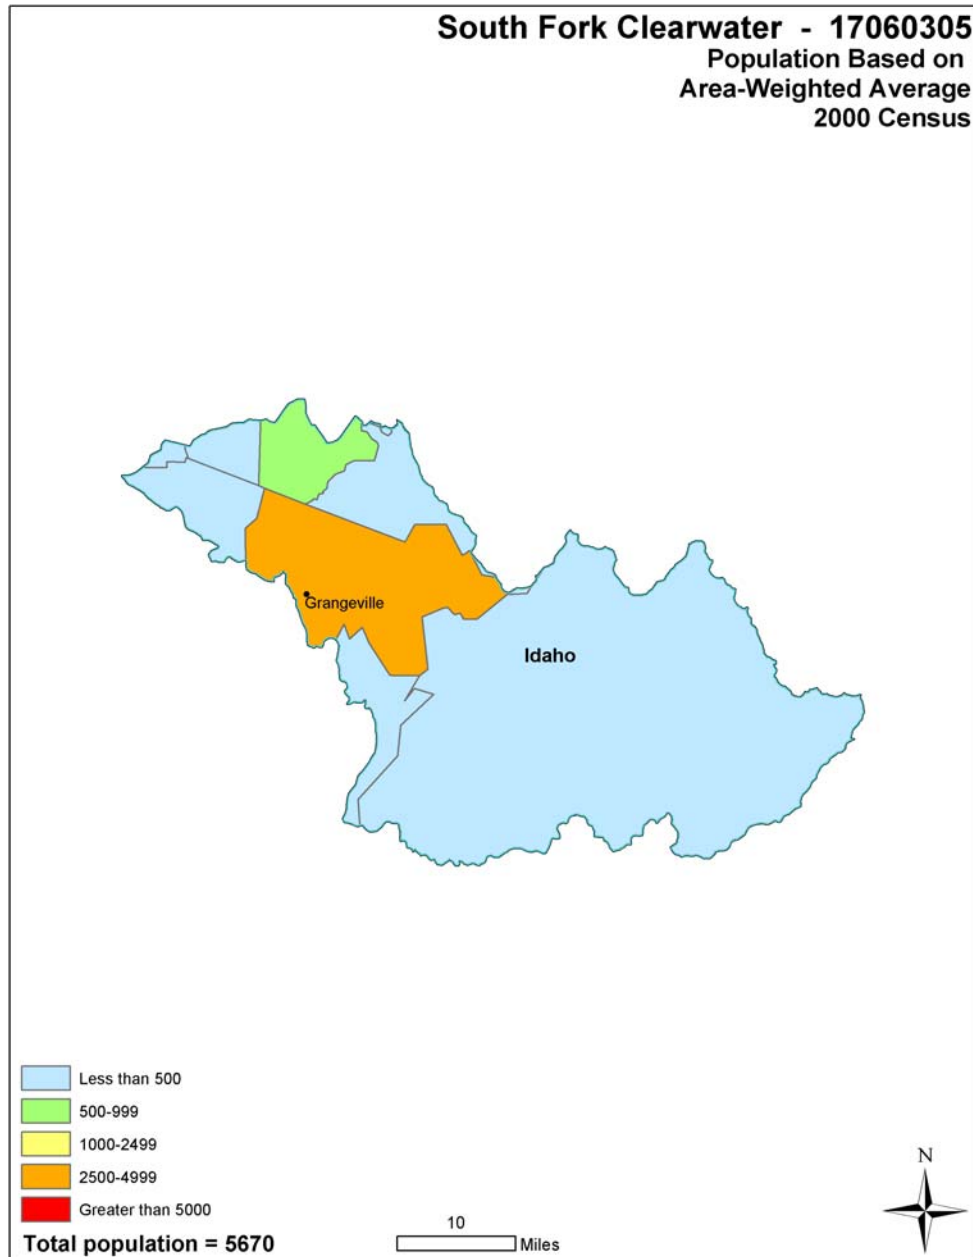 South Fork Clearwater - 17060305
Population Based on
Area-Weighted Average
2000 Census
Grangeville
Idaho
Less than 500
500-999
1000-2499
2500-4999
Greater than 5000
Total population = 5670
10
Miles
N